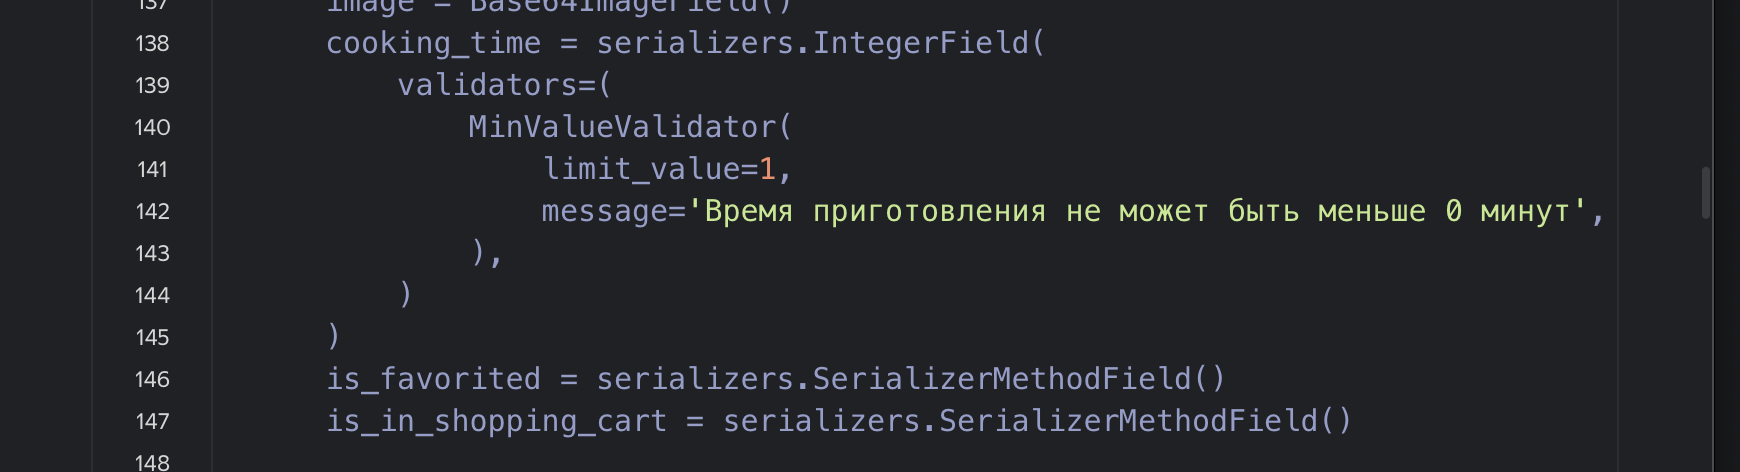 137 image = Base64ImageField()
138 cooking_time = serializers.IntegerField(
139 validators=(
140 MinValueValidator(
141 limit_value=1,
142 message='Время приготовления не может быть меньше 0 минут',
143 ),
144 )
145 )
146 is_favorited = serializers.SerializerMethodField()
147 is_in_shopping_cart = serializers.SerializerMethodField()
148